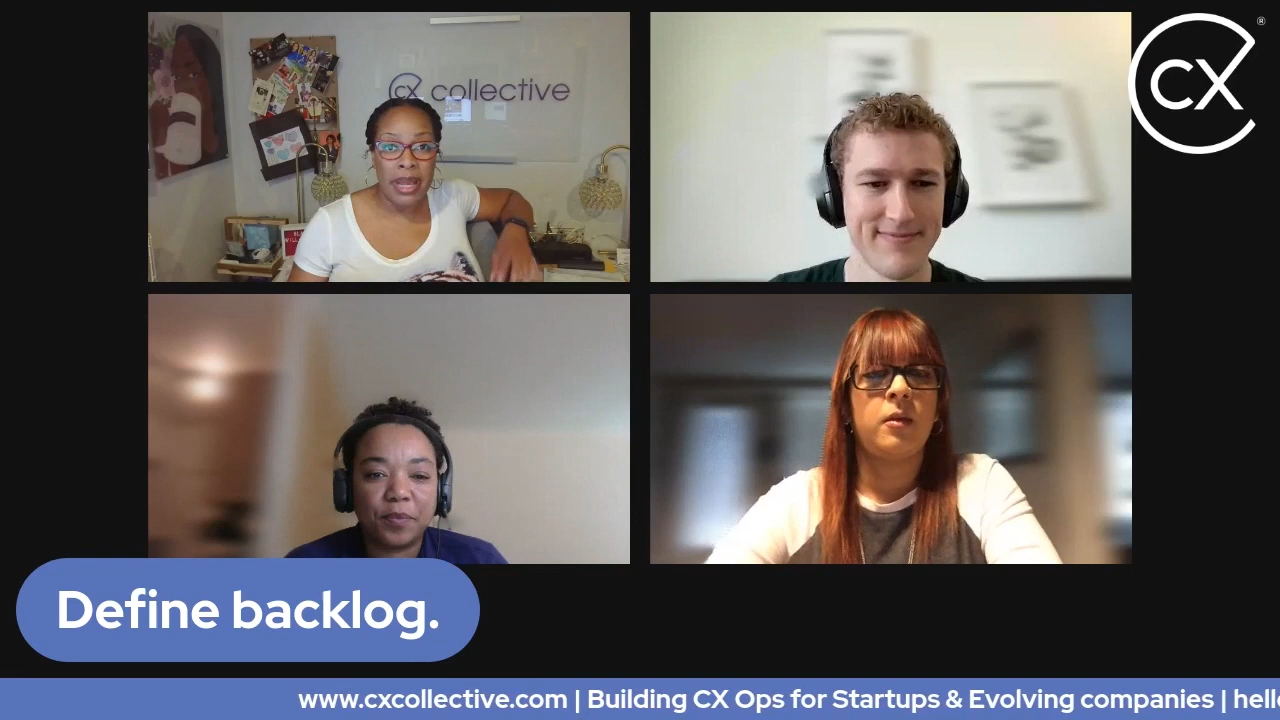 CX collective
CX
®
Define backlog.
www.cxcollective.com | Building CX Ops for Startups & Evolving companies | hell